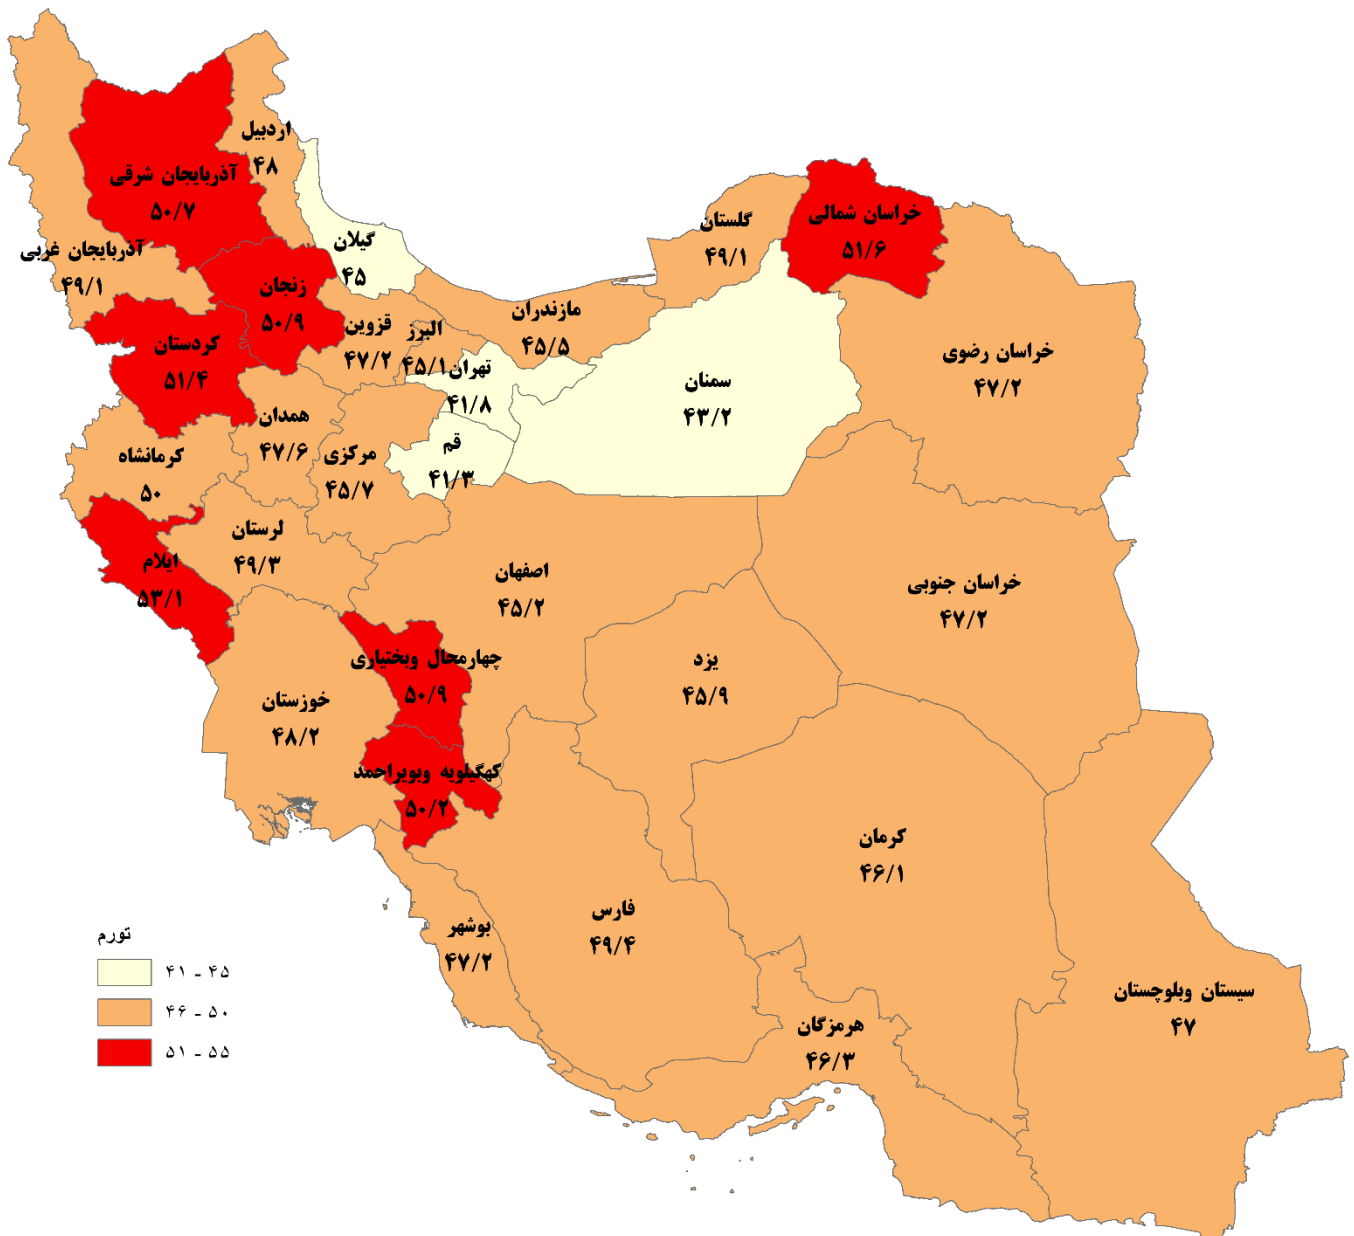 اردبیل
۴۸
آذربایجان شرقی
۵۰/۷
آذربایجان غربی
۴۹/۱
گیلان
۴۵
زنجان
۵۰/۹
کردستان
۵۱/۴
قزوین
۴۷/۲
البرز
۴۵/۱
تهران
۴۱/۸
مازندران
۴۵/۵
گلستان
۴۹/۱
خراسان شمالی
۵۱/۶
خراسان رضوی
۴۷/۲
سمنان
۴۳/۲
همدان
۴۷/۶
مرکزی
۴۵/۷
قم
۴۱/۳
کرمانشاه
۵۰
ایلام
۵۳/۱
لرستان
۴۹/۳
اصفهان
۴۵/۲
خراسان جنوبی
۴۷/۲
یزد
۴۵/۹
چهارمحال وبختیاری
۵۰/۹
خوزستان
۴۸/۲
کهگیلویه وبویراحمد
۵۰/۲
کرمان
۴۶/۱
فارس
۴۹/۴
بوشهر
۴۷/۲
سیستان وبلوچستان
۴۷
هرمزگان
۴۶/۳
تورم
۴۱ - ۴۵
۴۶ - ۵۰
۵۱ - ۵۵